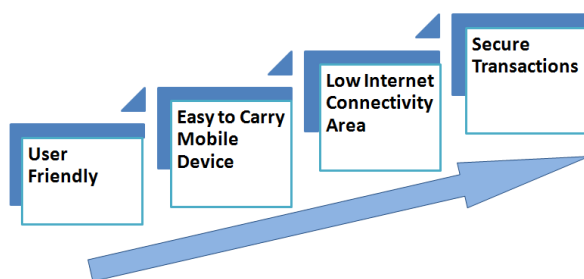 User
Friendly
Easy to Carry
Mobile
Device
Low Internet
Connectivity
Area
Secure
Transactions